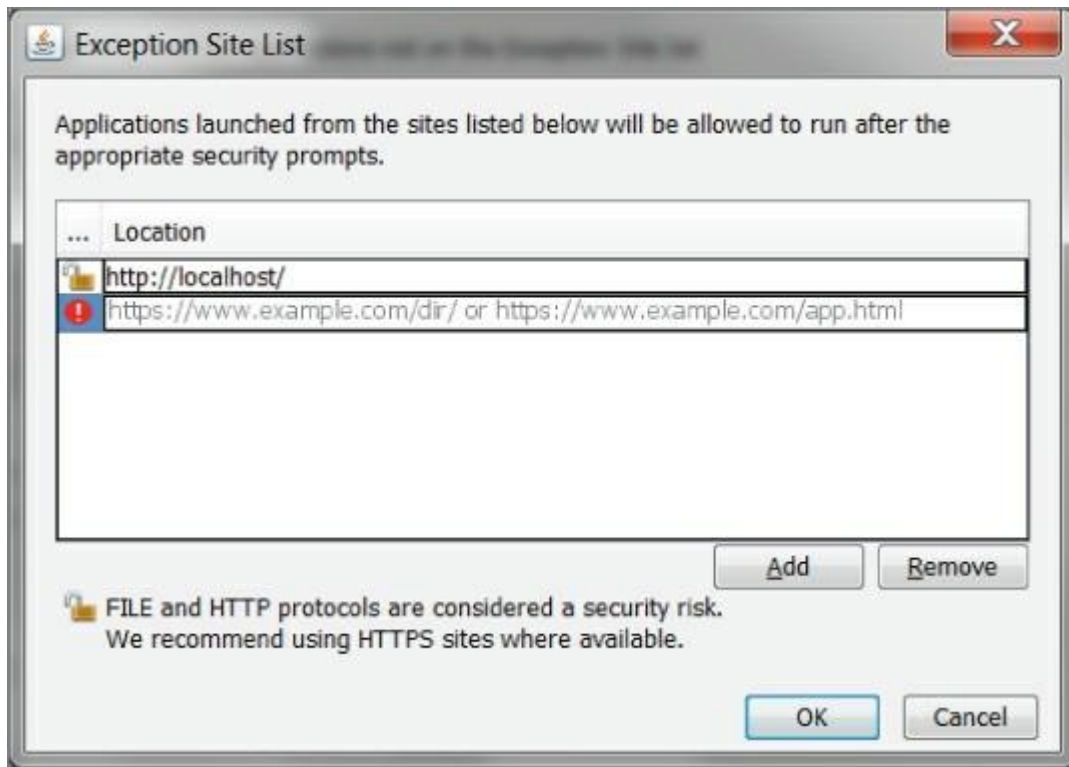 Exception Site List
Applications launched from the sites listed below will be allowed to run after the
appropriate security prompts.
... Location
http://localhost/
https://www.example.com/dir/ or https://www.example.com/app.html
Add Remove
FILE and HTTP protocols are considered a security risk.
We recommend using HTTPS sites where available.
OK Cancel